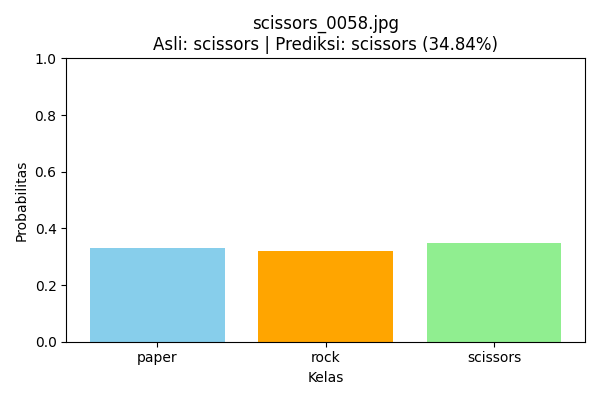 scissors_0058.jpg
Asli: scissors | Prediksi: scissors (34.84%)
1.0
0.8
0.6
0.4
0.2
0.0
Probabilitas
paper rock scissors
Kelas